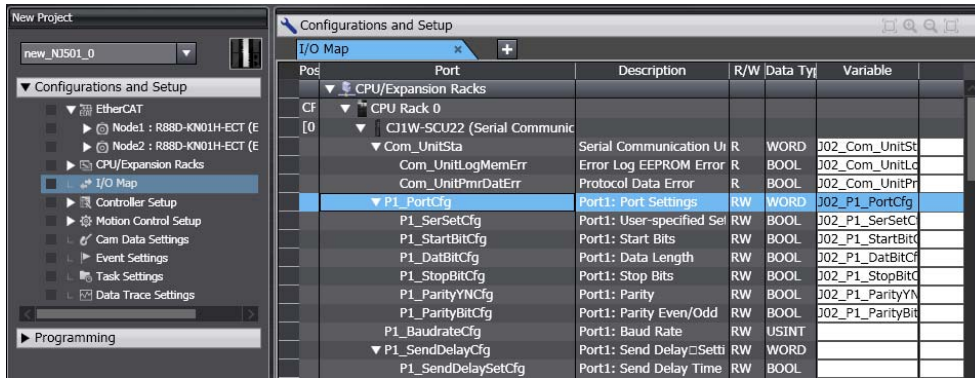 New Project
new_NJ501_0
Configurations and Setup
EtherCAT
Node1 : R88D-KN01H-ECT (E
Node2 : R88D-KN01H-ECT (E
CPU/Expansion Racks
I/O Map
Controller Setup
Motion Control Setup
Cam Data Settings
Event Settings
Task Settings
Data Trace Settings
Programming
Configurations and Setup
I/O Map
Pos Port Description R/W Data Typ Variable
CPU/Expansion Racks
CP CPU Rack 0
[0 CJ1W-SCU22 (Serial Communic
Com_UnitSta Serial Communication Un R WORD J02_Com_UnitSt
Com_UnitLogMemErr Error Log EEPROM Error R BOOL J02_Com_UnitLo
Com_UnitPmrDatErr Protocol Data Error R BOOL J02_Com_UnitPr
P1_PortCfg Port1: Port Settings RW WORD J02_P1_PortCfg
P1_SerSetCfg Port1: User-specified Set RW BOOL J02_P1_SerSetC
P1_StartBitCfg Port1: Start Bits RW BOOL J02_P1_StartBitC
P1_DatBitCfg Port1: Data Length RW BOOL J02_P1_DatBitCf
P1_StopBitCfg Port1: Stop Bits RW BOOL J02_P1_StopBitC
P1_ParityYNCfg Port1: Parity RW BOOL J02_P1_ParityYN
P1_ParityBitCfg Port1: Parity Even/Odd RW BOOL J02_P1_ParityBit
P1_BaudrateCfg Port1: Baud Rate RW USINT
P1_SendDelayCfg Port1: Send Delay□Setti RW WORD
P1_SendDelaySetCfg Port1: Send Delay Time RW BOOL